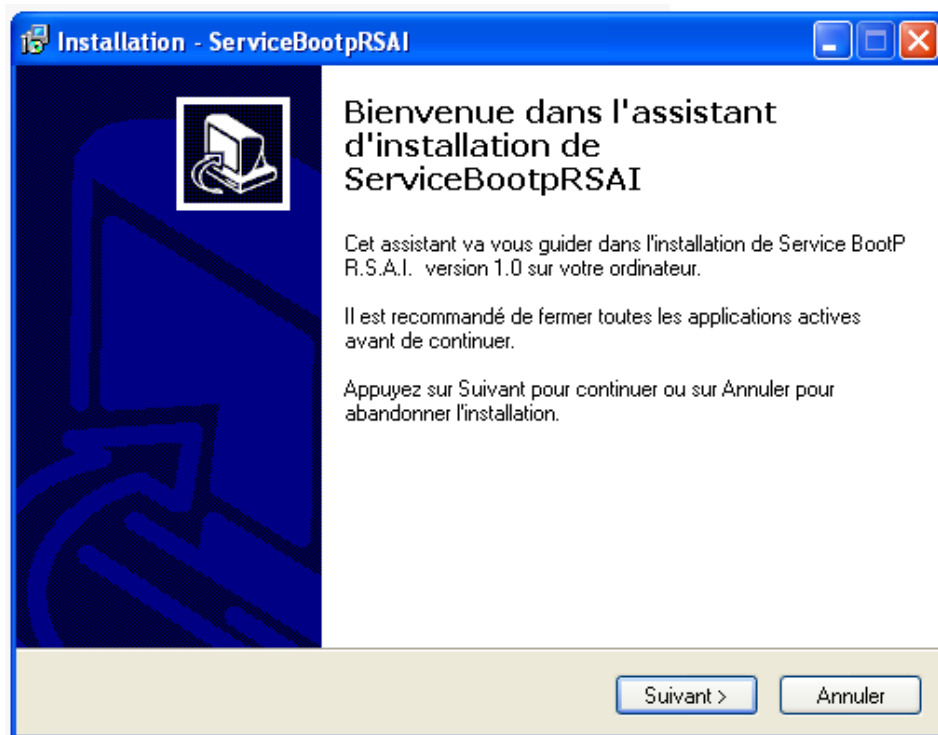 Installation - ServiceBootpRSAI
Bienvenue dans l'assistant
d'installation de
ServiceBootpRSAI
Cet assistant va vous guider dans l'installation de Service BootP
R.S.A.I.  version 1.0 sur votre ordinateur.
Il est recommandé de fermer toutes les applications actives
avant de continuer.
Appuyez sur Suivant pour continuer ou sur Annuler pour
abandonner l'installation.
Suivant >
Annuler